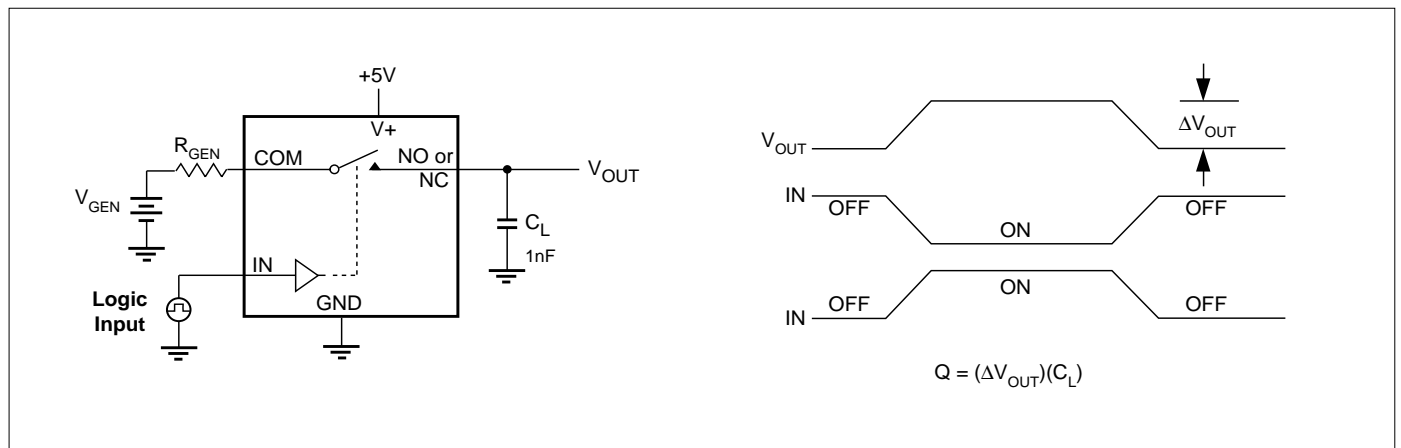 +5V
V+
R_GEN
COM
NO or
NC
V_OUT
V_GEN
C_L
1nF
IN
Logic
Input
GND
V_OUT
ΔV_OUT
IN
OFF
ON
OFF
IN
OFF
ON
OFF
Q = (ΔV_OUT)(C_L)